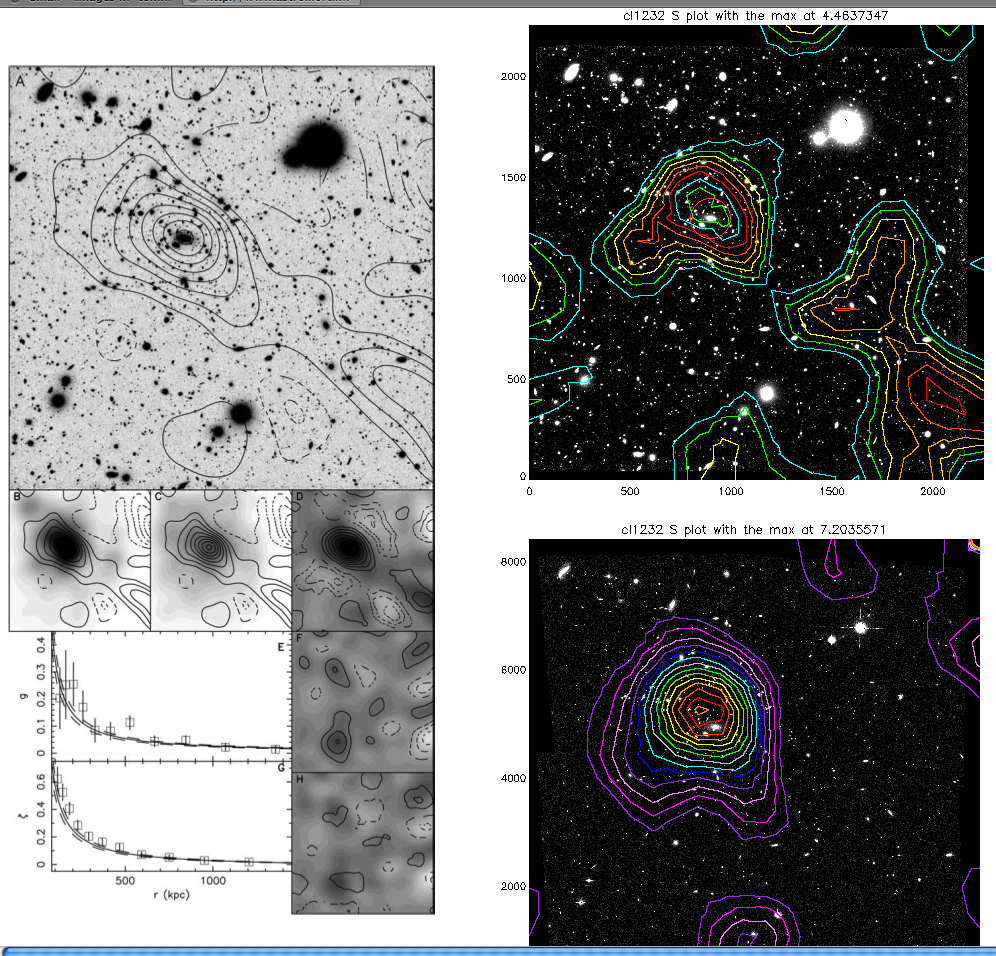 cl1232 S plot with the max at 4.4637347
A
2000
1500
1000
500
0
0 500 1000 1500 2000
B C D
cl1232 S plot with the max at 7.2035571
8000
6000
4000
2000
E F
0.4
0.3
0.2
0.1
0
g
G H
0.6
0.4
0.2
0
ζ
500 1000
r (kpc)